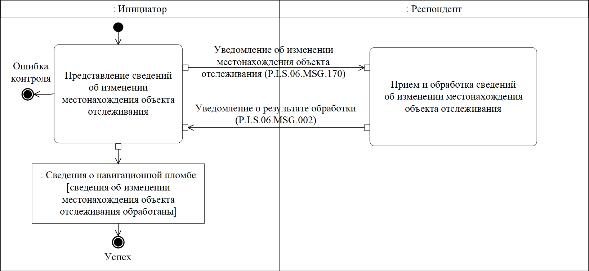 : Инициатор
: Респондент
Ошибка
контроля
Представление сведений
об изменении
местонахождения объекта
отслеживания
Уведомление об изменении
местонахождения объекта
отслеживания (P.LS.06.MSG.170)
Прием и обработка сведений
об изменении местонахождения
объекта отслеживания
Уведомление о результате обработки
(P.LS.06.MSG.002)
: Сведения о навигационной пломбе
[сведения об изменении
местонахождения объекта
отслеживания обработаны]
Успех